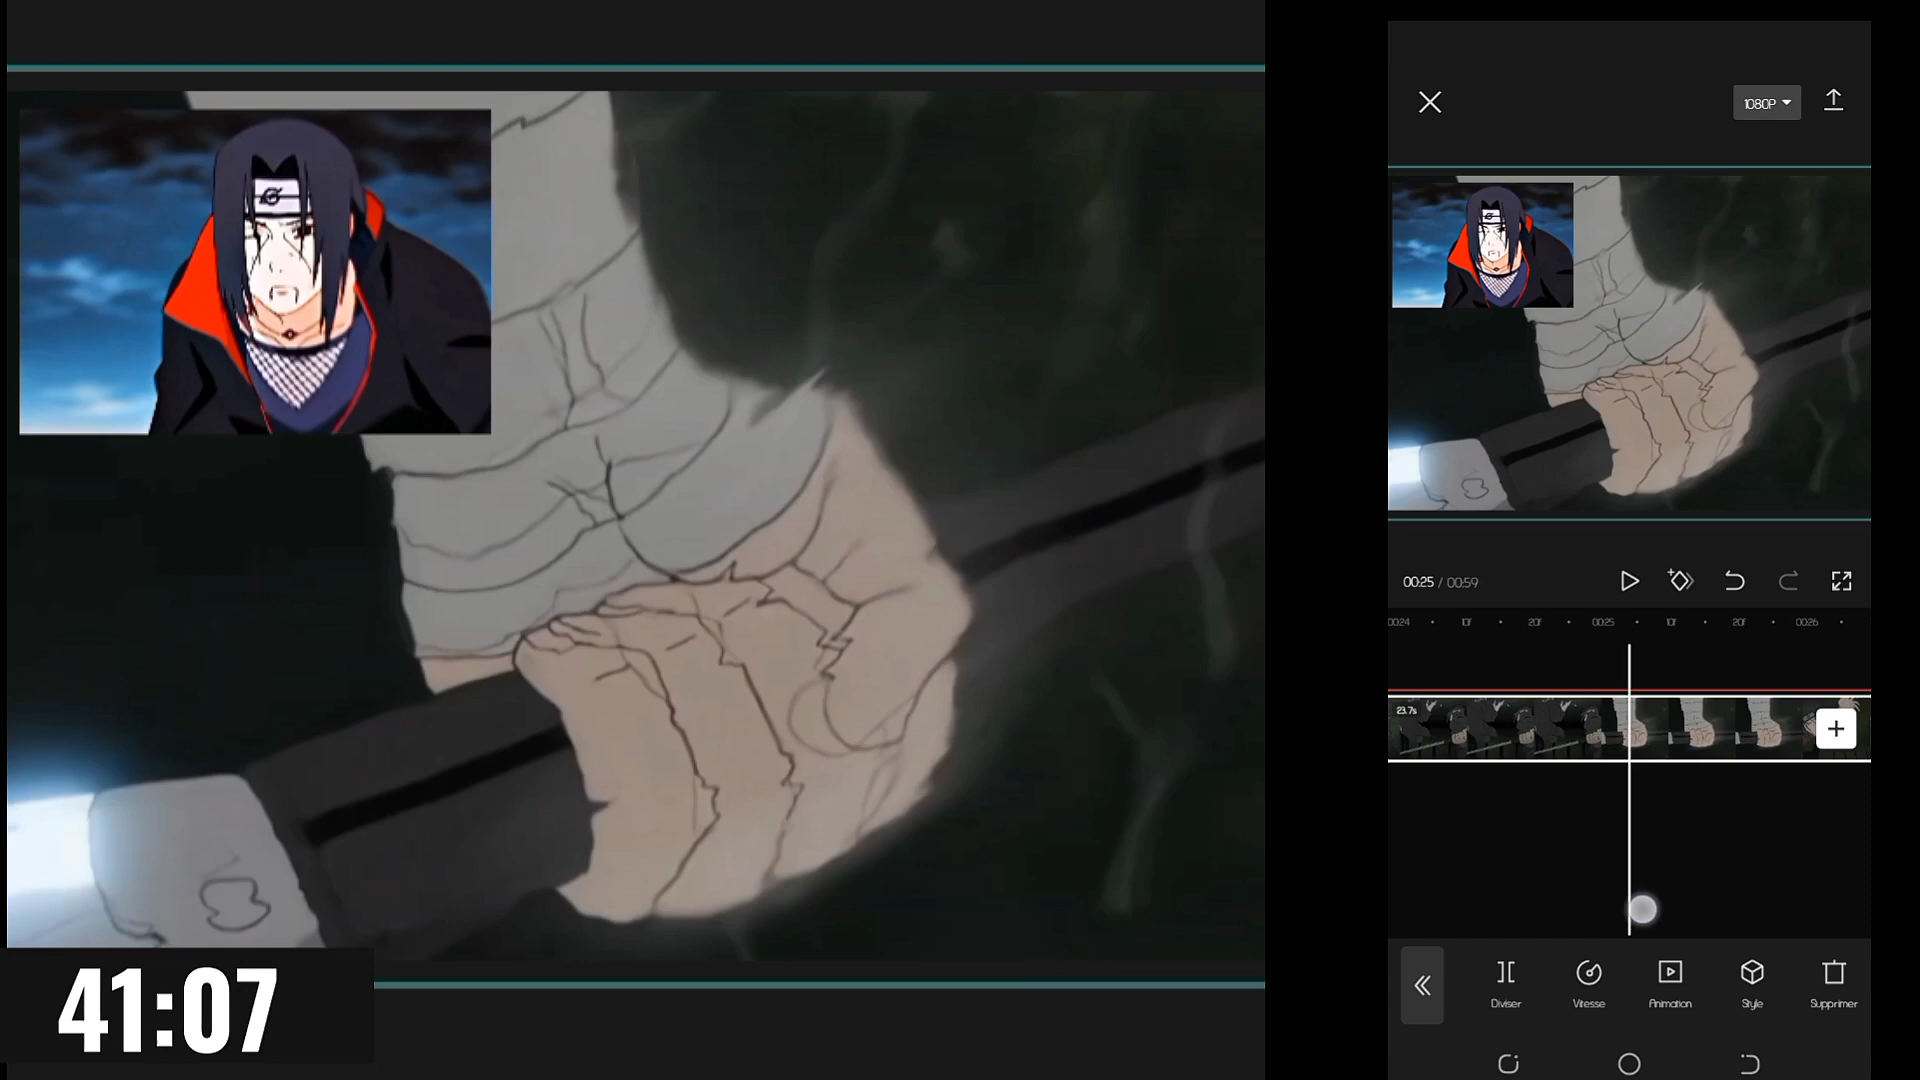 1080P
00:25 / 00:59
00:24 10f 20f 00:25 10f 20f 00:26
23.7s
Diviser Vitesse Animation Style Supprimer
41:07